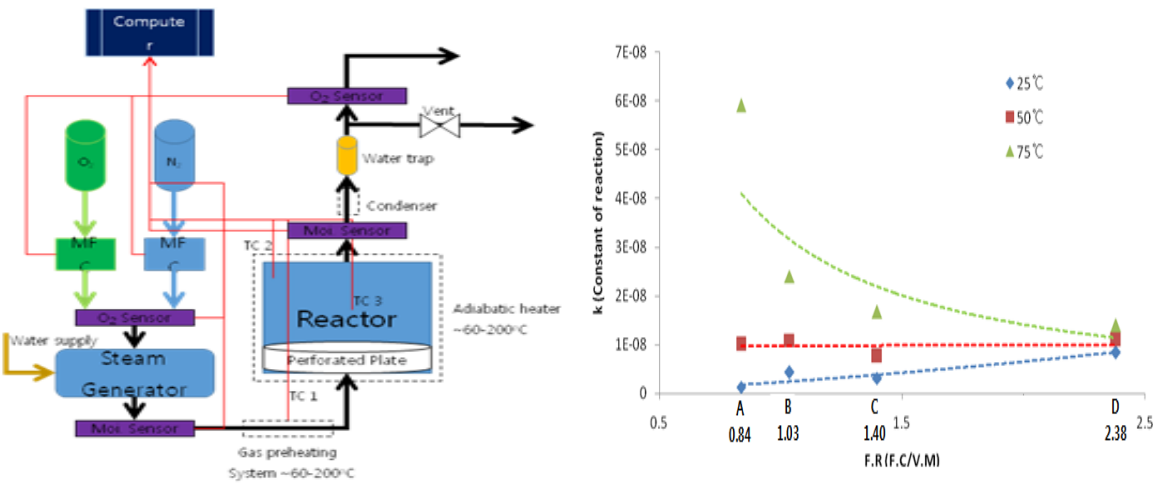 Compute
r
O₂ Sensor
Vent
O₂
N₂
Water trap
Condenser
MF
C
MF
C
Moi. Sensor
TC 2
TC 3
Reactor
Adiabatic heater
~60-200°C
O₂ Sensor
Water supply
Steam
Generator
Perforated Plate
TC 1
Moi. Sensor
Gas preheating
System ~60-200°C
7E-08
6E-08
5E-08
4E-08
3E-08
2E-08
1E-08
0
k (Constant of reaction)
25℃
50℃
75℃
A
B
C
D
0.5
0.84
1.03
1.40
1.5
2.38
2.5
F.R(F.C/V.M)